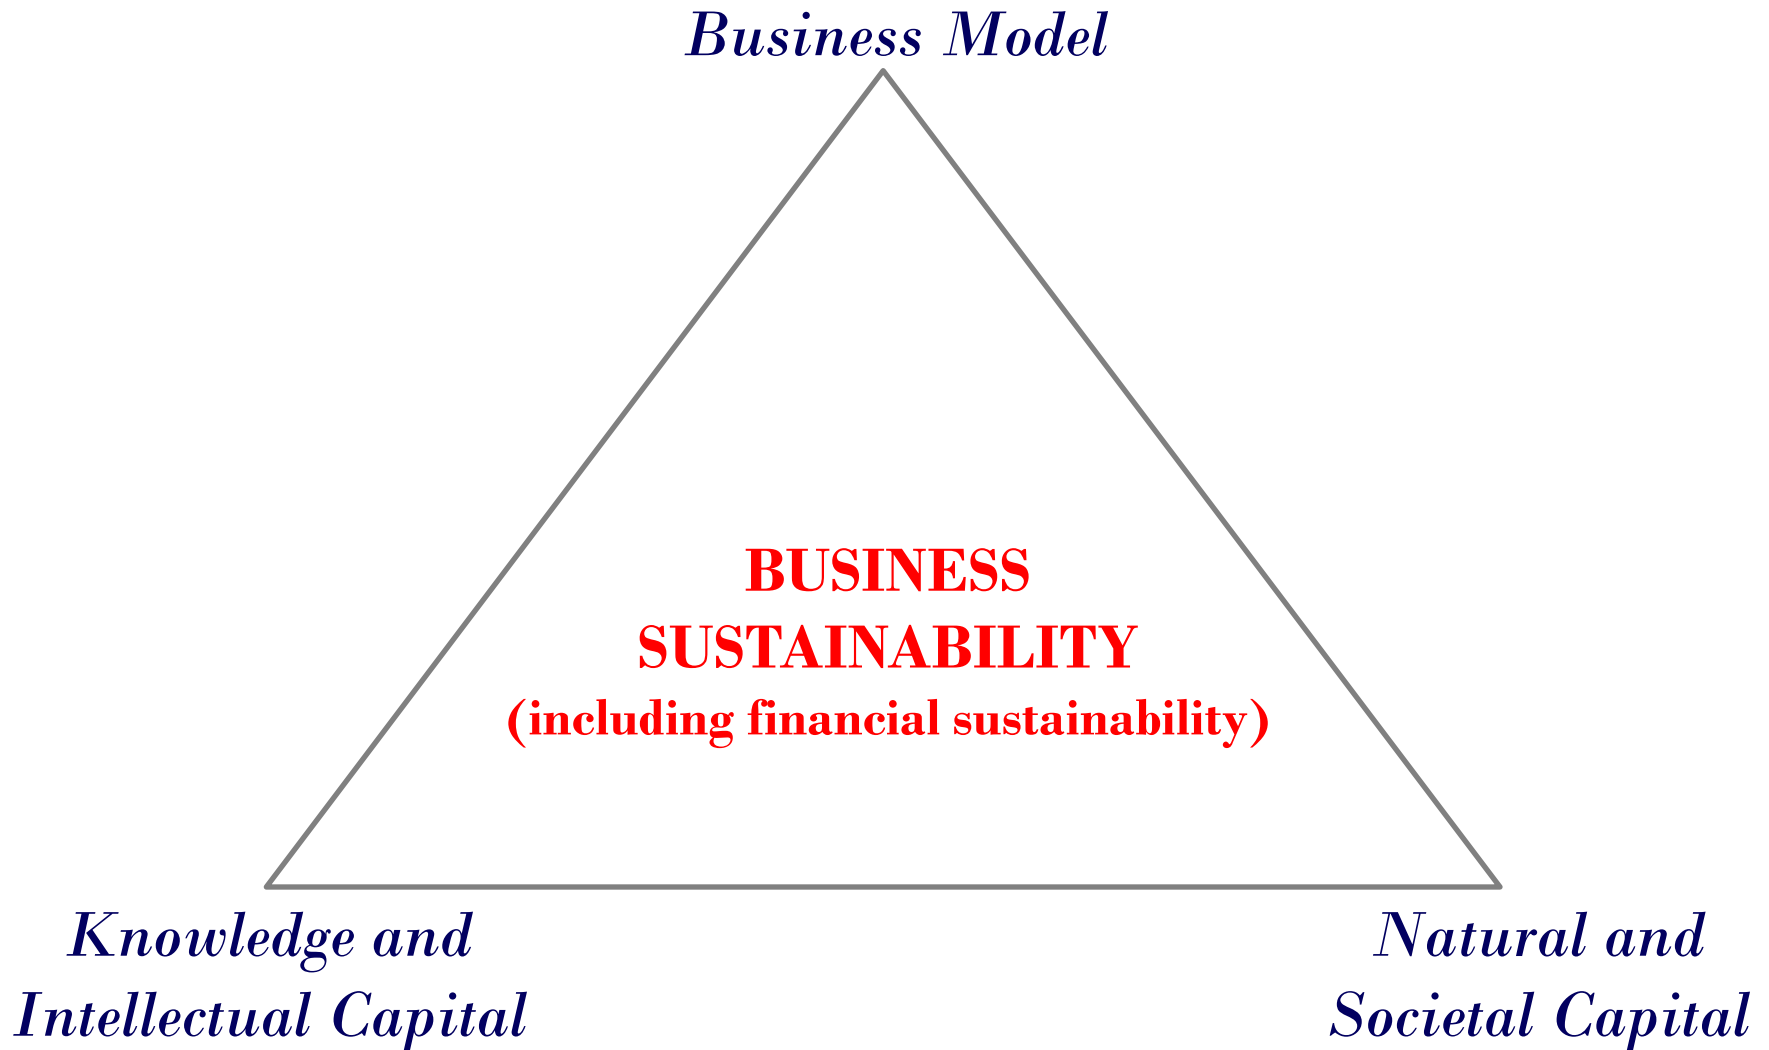 Business Model
BUSINESS
SUSTAINABILITY
(including financial sustainability)
Knowledge and
Intellectual Capital
Natural and
Societal Capital